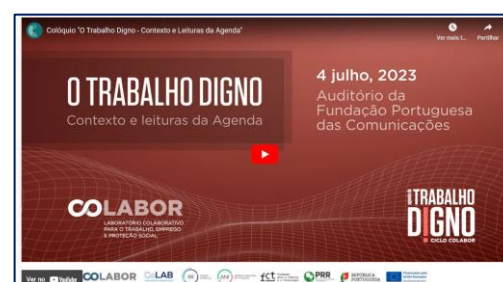 Colóquio "O Trabalho Digno - Contexto e Leituras da Agenda"
Ver mais t...
Partilhar
O TRABALHO DIGNO
Contexto e leituras da Agenda
4 julho, 2023
Auditório da
Fundação Portuguesa
das Comunicações
COLABOR
LABORATÓRIO COLABORATIVO
PARA O TRABALHO, EMPREGO
E PROTEÇÃO SOCIAL
TRABALHO
DIGNO
CICLO COLABOR
Ver no YouTube
COLABOR
COLAB
fct
PRR
REPÚBLICA
PORTUGUESA